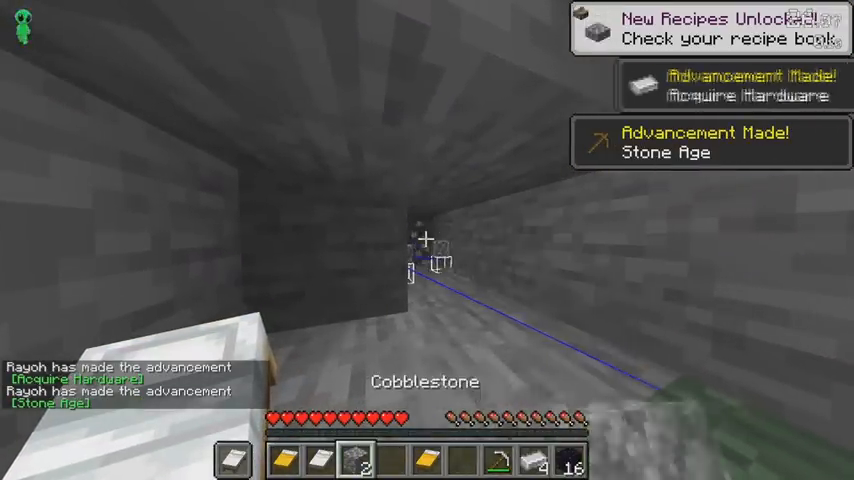 New Recipes Unlocked!
Check your recipe book
Advancement Made!
Acquire Hardware
Advancement Made!
Stone Age
Rayoh has made the advancement
[Acquire Hardware]
Rayoh has made the advancement
[Stone Age]
Cobblestone
2
4
16